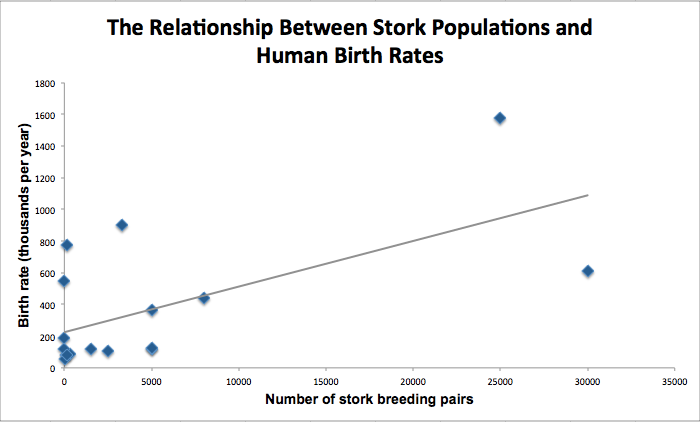 The Relationship Between Stork Populations and
Human Birth Rates
Birth rate (thousands per year)
1800
1600
1400
1200
1000
800
600
400
200
0
0 5000 10000 15000 20000 25000 30000 35000
Number of stork breeding pairs